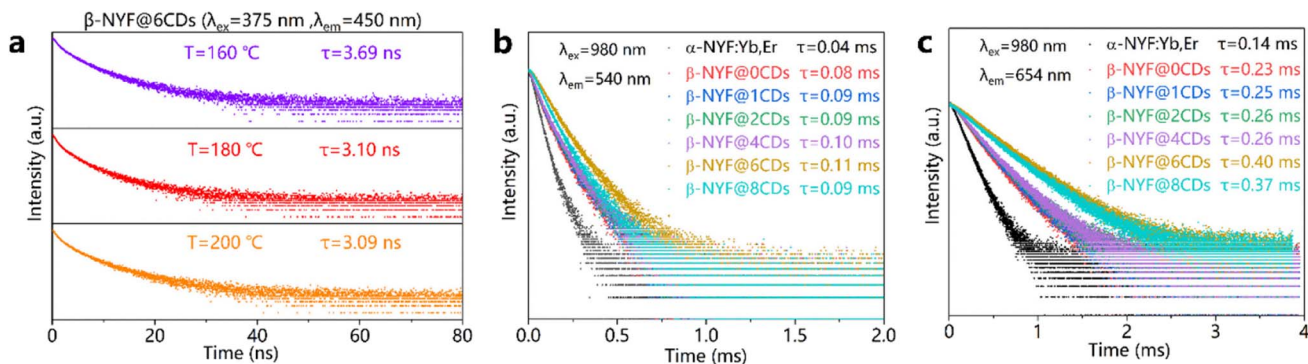 β-NYF@6CDs (λex=375 nm ,λem=450 nm)
a
T=160 ℃ τ=3.69 ns
T=180 ℃ τ=3.10 ns
T=200 ℃ τ=3.09 ns
Intensity (a.u.)
0 20 40 60 80
Time (ns)
b
λex=980 nm
λem=540 nm
α-NYF:Yb,Er τ=0.04 ms
β-NYF@0CDs τ=0.08 ms
β-NYF@1CDs τ=0.09 ms
β-NYF@2CDs τ=0.09 ms
β-NYF@4CDs τ=0.10 ms
β-NYF@6CDs τ=0.11 ms
β-NYF@8CDs τ=0.09 ms
Intensity (a.u.)
0.0 0.5 1.0 1.5 2.0
Time (ms)
c
λex=980 nm
λem=654 nm
α-NYF:Yb,Er τ=0.14 ms
β-NYF@0CDs τ=0.23 ms
β-NYF@1CDs τ=0.25 ms
β-NYF@2CDs τ=0.26 ms
β-NYF@4CDs τ=0.26 ms
β-NYF@6CDs τ=0.40 ms
β-NYF@8CDs τ=0.37 ms
Intensity (a.u.)
0 1 2 3 4
Time (ms)